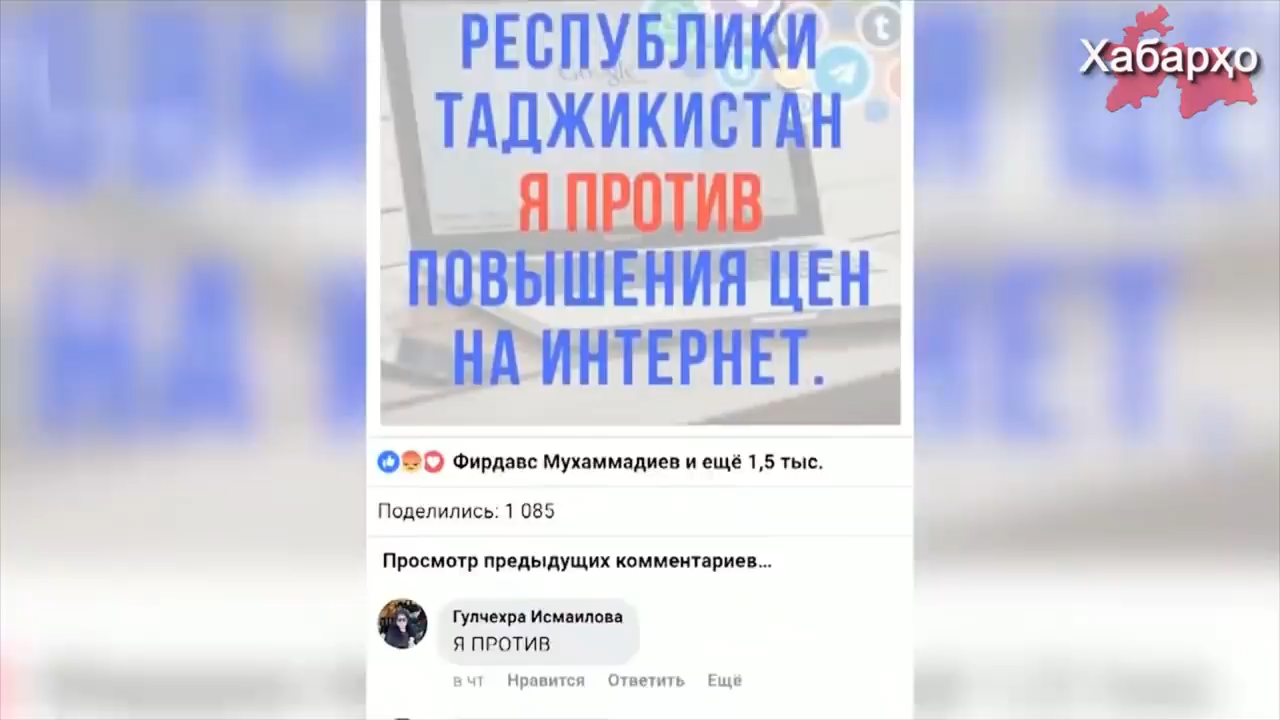 Хабарҳо
РЕСПУБЛИКИ
ТАДЖИКИСТАН
Я ПРОТИВ
ПОВЫШЕНИЯ ЦЕН
НА ИНТЕРНЕТ.
Google
Фирдавс Мухаммадиев и ещё 1,5 тыс.
Поделились: 1 085
Просмотр предыдущих комментариев…
Гулчехра Исмаилова
Я ПРОТИВ
в чт Нравится Ответить Ещё